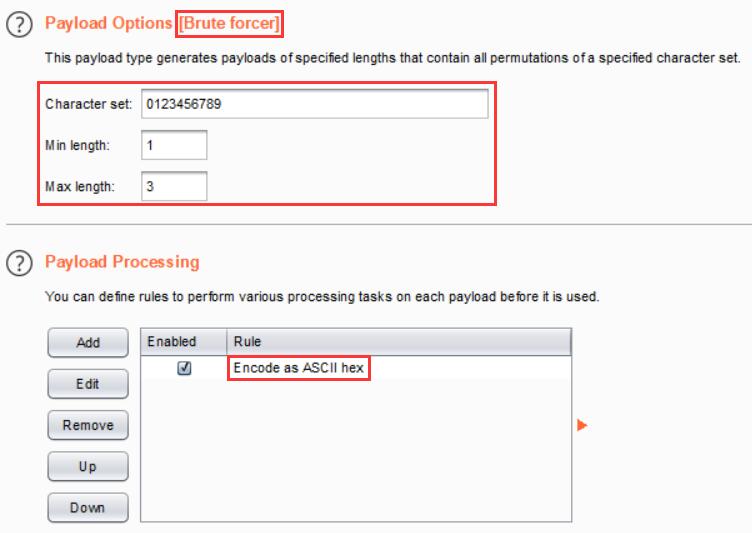 ? Payload Options [Brute forcer]
This payload type generates payloads of specified lengths that contain all permutations of a specified character set.
Character set: 0123456789
Min length: 1
Max length: 3
? Payload Processing
You can define rules to perform various processing tasks on each payload before it is used.
Add Enabled Rule
Encode as ASCII hex
Edit
Remove
Up
Down